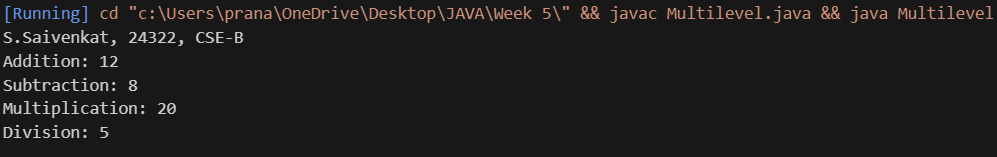 [Running] cd "c:\Users\prana\OneDrive\Desktop\JAVA\Week 5\" && javac Multilevel.java && java Multilevel
S.Saivenkat, 24322, CSE-B
Addition: 12
Subtraction: 8
Multiplication: 20
Division: 5